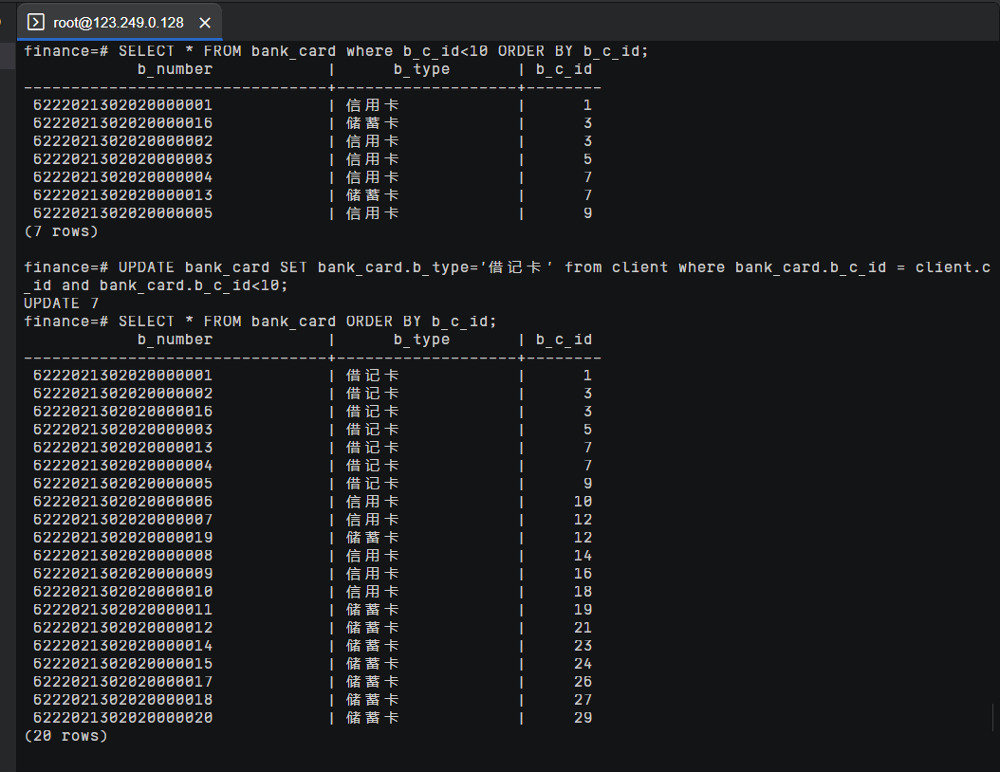 root@123.249.0.128
finance=# SELECT * FROM bank_card where b_c_id<10 ORDER BY b_c_id;
            b_number            |      b_type       | b_c_id
--------------------------------+-------------------+--------
 6222021302020000001            | 信用卡            |      1
 6222021302020000016            | 储蓄卡            |      3
 6222021302020000002            | 信用卡            |      3
 6222021302020000003            | 信用卡            |      5
 6222021302020000004            | 信用卡            |      7
 6222021302020000013            | 储蓄卡            |      7
 6222021302020000005            | 信用卡            |      9
(7 rows)
finance=# UPDATE bank_card SET bank_card.b_type='借记卡' from client where bank_card.b_c_id = client.c
_id and bank_card.b_c_id<10;
UPDATE 7
finance=# SELECT * FROM bank_card ORDER BY b_c_id;
            b_number            |      b_type       | b_c_id
--------------------------------+-------------------+--------
 6222021302020000001            | 借记卡            |      1
 6222021302020000002            | 借记卡            |      3
 6222021302020000016            | 借记卡            |      3
 6222021302020000003            | 借记卡            |      5
 6222021302020000013            | 借记卡            |      7
 6222021302020000004            | 借记卡            |      7
 6222021302020000005            | 借记卡            |      9
 6222021302020000006            | 信用卡            |     10
 6222021302020000007            | 信用卡            |     12
 6222021302020000019            | 储蓄卡            |     12
 6222021302020000008            | 信用卡            |     14
 6222021302020000009            | 信用卡            |     16
 6222021302020000010            | 信用卡            |     18
 6222021302020000011            | 储蓄卡            |     19
 6222021302020000012            | 储蓄卡            |     21
 6222021302020000014            | 储蓄卡            |     23
 6222021302020000015            | 储蓄卡            |     24
 6222021302020000017            | 储蓄卡            |     26
 6222021302020000018            | 储蓄卡            |     27
 6222021302020000020            | 储蓄卡            |     29
(20 rows)